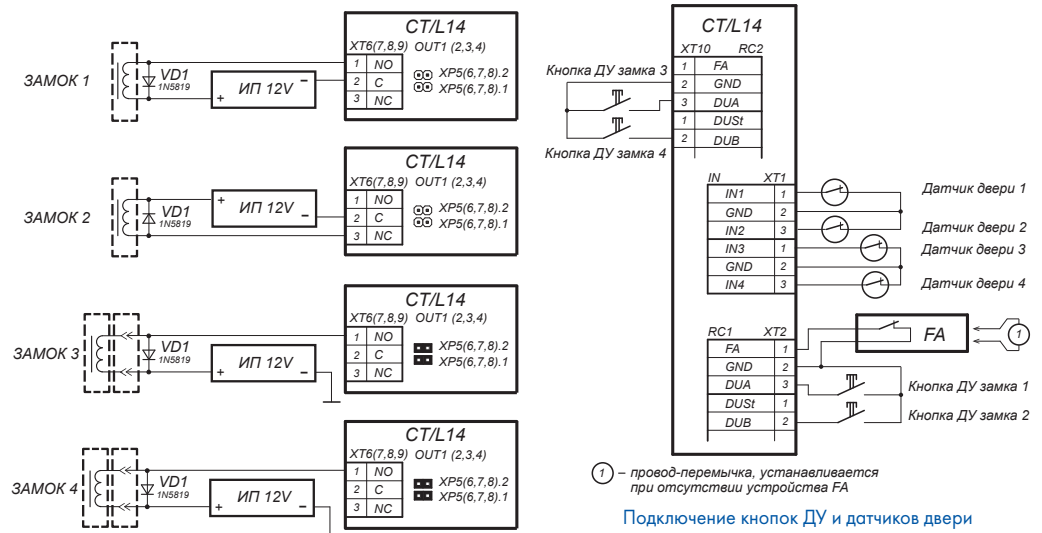 CT/L14
XT6(7,8,9) OUT1 (2,3,4)
1 NO
2 C
3 NC
XP5(6,7,8).2
XP5(6,7,8).1
ЗАМОК 1
VD1
1N5819
ИП 12V
+ –
CT/L14
XT6(7,8,9) OUT1 (2,3,4)
1 NO
2 C
3 NC
XP5(6,7,8).2
XP5(6,7,8).1
ЗАМОК 2
VD1
1N5819
+ –
ИП 12V
CT/L14
XT6(7,8,9) OUT1 (2,3,4)
1 NO
2 C
3 NC
XP5(6,7,8).2
XP5(6,7,8).1
ЗАМОК 3
VD1
1N5819
ИП 12V
+ –
CT/L14
XT6(7,8,9) OUT1 (2,3,4)
1 NO
2 C
3 NC
XP5(6,7,8).2
XP5(6,7,8).1
ЗАМОК 4
VD1
1N5819
ИП 12V
+ –
CT/L14
XT10 RC2
1 FA
2 GND
3 DUA
1 DUSt
2 DUB
Кнопка ДУ замка 3
Кнопка ДУ замка 4
IN XT1
IN1 1
GND 2
IN2 3
IN3 1
GND 2
IN4 3
Датчик двери 1
Датчик двери 2
Датчик двери 3
Датчик двери 4
RC1 XT2
FA 1
GND 2
DUA 3
DUSt 1
DUB 2
FA
1
Кнопка ДУ замка 1
Кнопка ДУ замка 2
1 – провод-перемычка, устанавливается
при отсутствии устройства FA
Подключение кнопок ДУ и датчиков двери